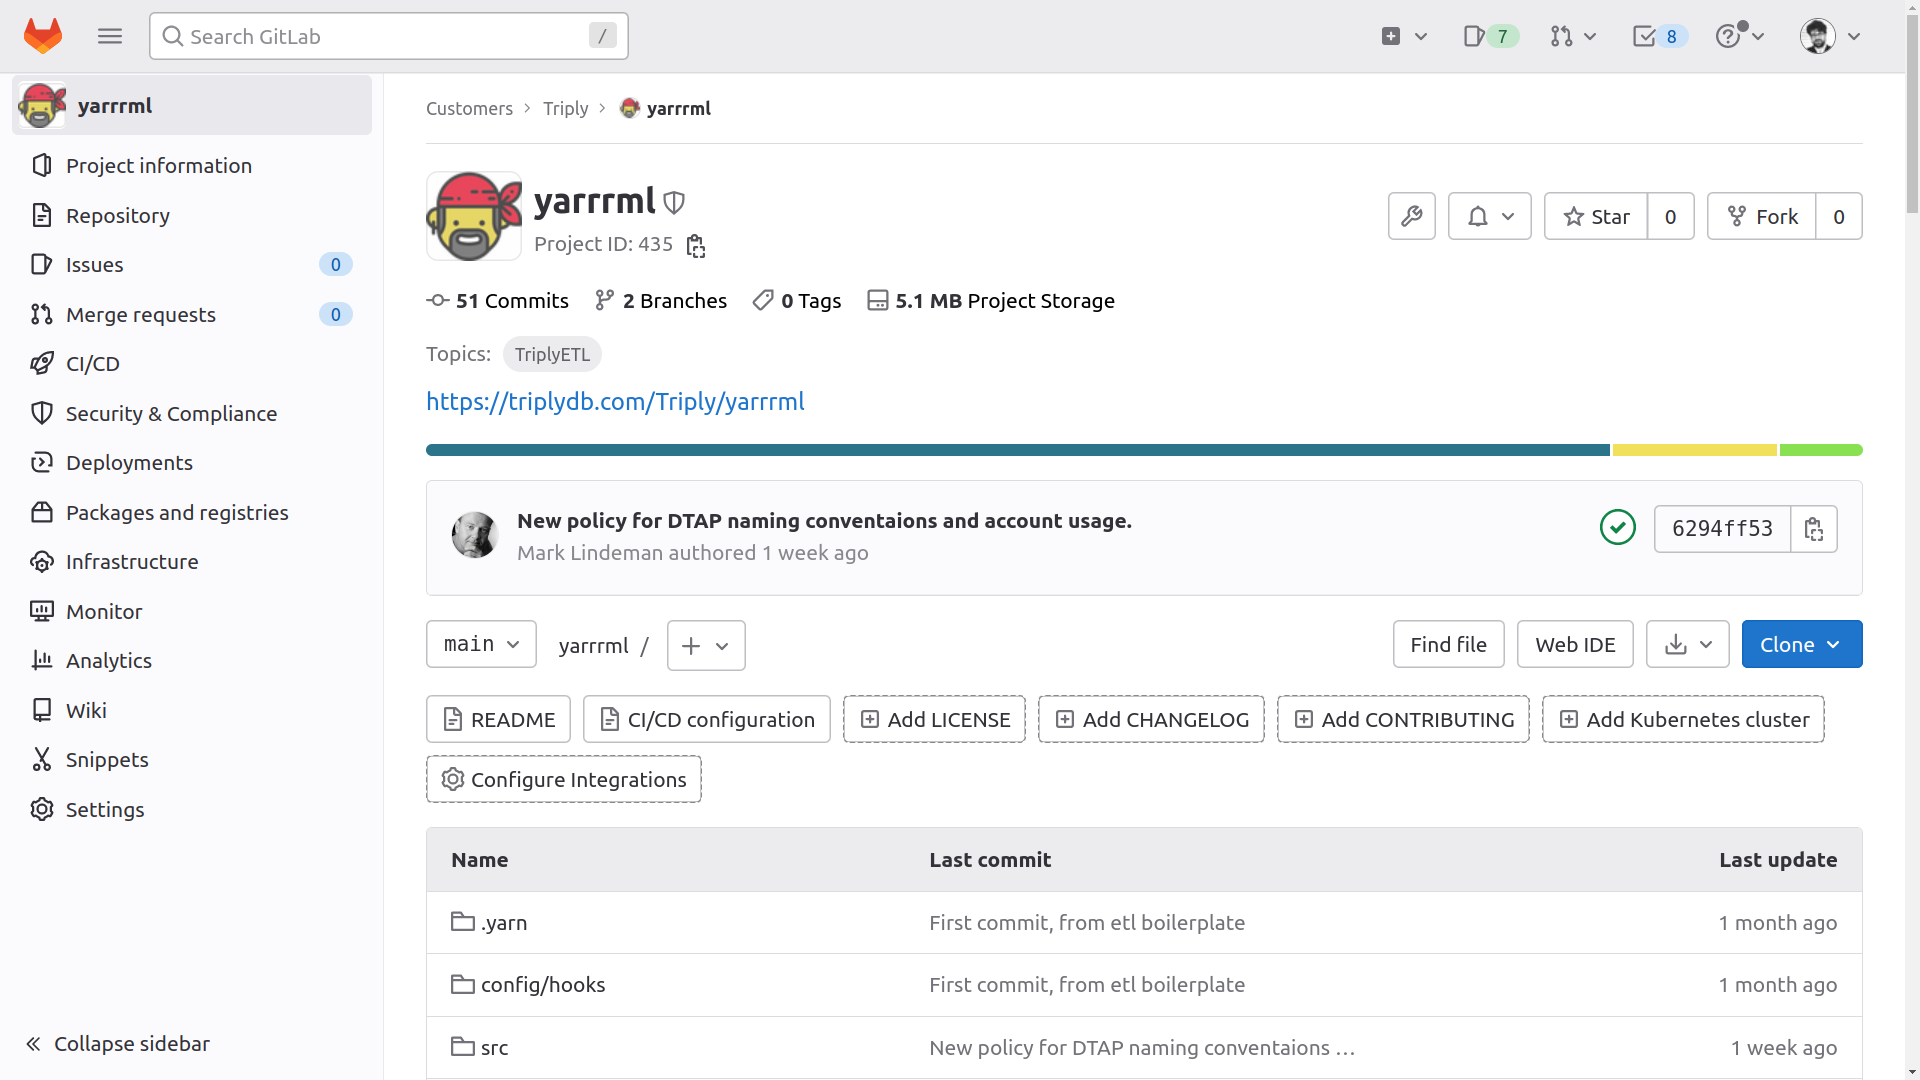 Search GitLab
/
7
8
yarrrml
Project information
Repository
Issues 0
Merge requests 0
CI/CD
Security & Compliance
Deployments
Packages and registries
Infrastructure
Monitor
Analytics
Wiki
Snippets
Settings
Collapse sidebar
Customers
Triply
yarrrml
yarrrml
Project ID: 435
Star 0
Fork 0
51 Commits
2 Branches
0 Tags
5.1 MB Project Storage
Topics: TriplyETL
https://triplydb.com/Triply/yarrrml
New policy for DTAP naming conventaions and account usage.
Mark Lindeman authored 1 week ago
6294ff53
main
yarrrml /
Find file
Web IDE
Clone
README
CI/CD configuration
Add LICENSE
Add CHANGELOG
Add CONTRIBUTING
Add Kubernetes cluster
Configure Integrations
Name Last commit Last update
.yarn First commit, from etl boilerplate 1 month ago
config/hooks First commit, from etl boilerplate 1 month ago
src New policy for DTAP naming conventaions … 1 week ago